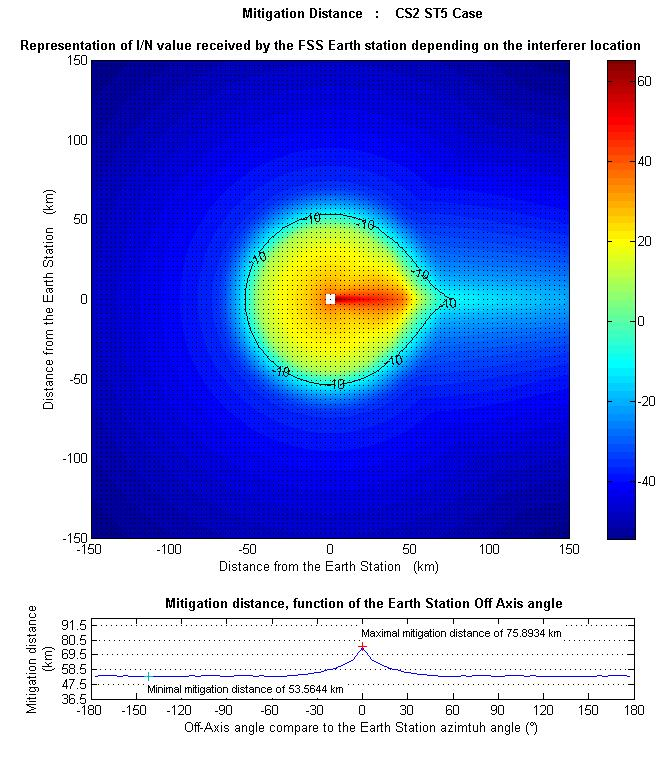 Mitigation Distance : CS2 ST5 Case
Representation of I/N value received by the FSS Earth station depending on the interferer location
150
100
50
0
-50
-100
-150
Distance from the Earth Station (km)
-10
-10
-10
-10
-10
-10
-10
-10
-150 -100 -50 0 50 100 150
Distance from the Earth Station (km)
60
40
20
0
-20
-40
Mitigation distance, function of the Earth Station Off Axis angle
Mitigation distance
(km)
91.5
80.5
69.5
58.5
47.5
36.5
Maximal mitigation distance of 75.8934 km
Minimal mitigation distance of 53.5644 km
-180 -150 -120 -90 -60 -30 0 30 60 90 120 150 180
Off-Axis angle compare to the Earth Station azimtuh angle (°)